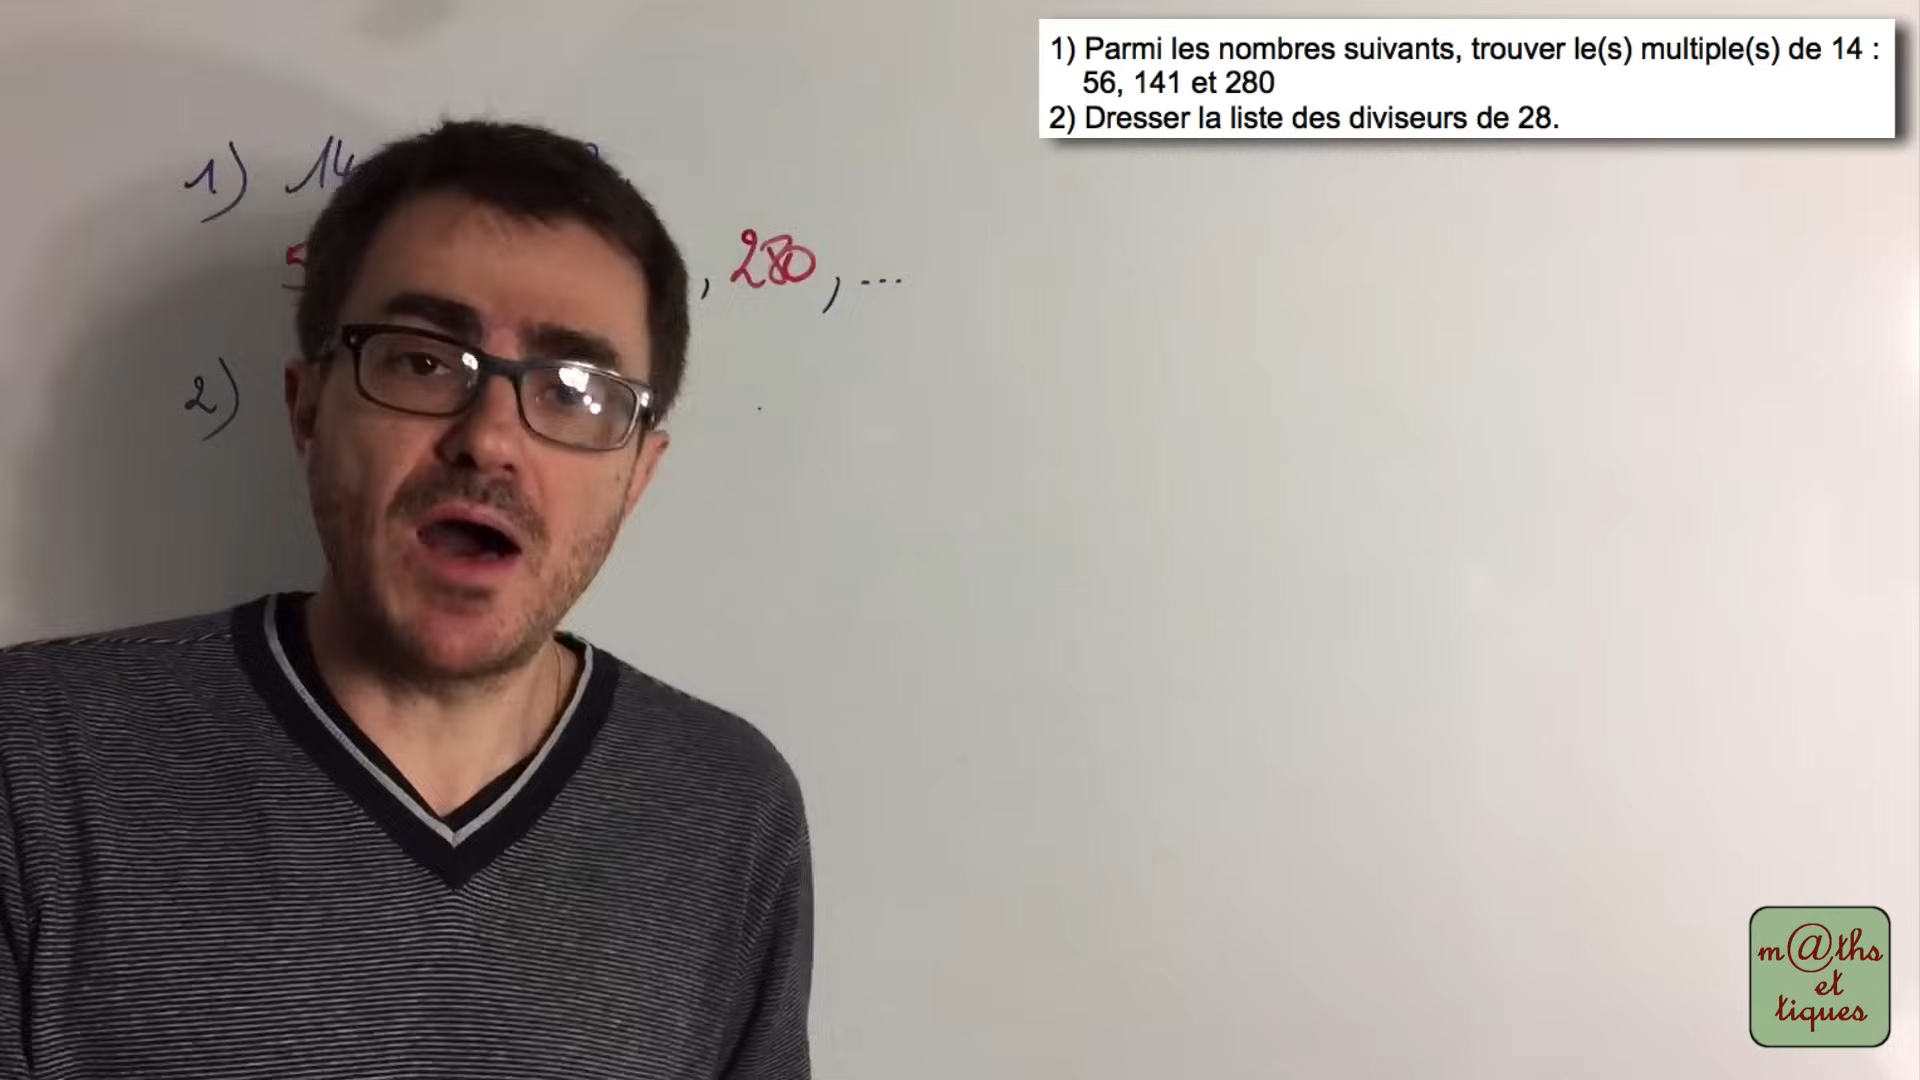 1) Parmi les nombres suivants, trouver le(s) multiple(s) de 14 :
56, 141 et 280
2) Dresser la liste des diviseurs de 28.
1) 14
5 , 280 , ...
2)
m@ths
et
tiques